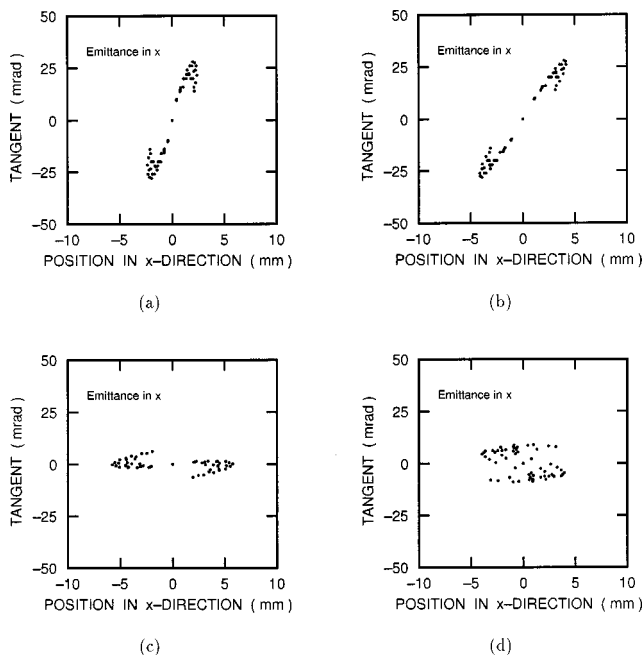 50
25
0
−25
−50
TANGENT ( mrad )
Emittance in x
−10 −5 0 5 10
POSITION IN x−DIRECTION ( mm )
(a)
50
25
0
−25
−50
TANGENT ( mrad )
Emittance in x
−10 −5 0 5 10
POSITION IN x−DIRECTION ( mm )
(b)
50
25
0
−25
−50
TANGENT ( mrad )
Emittance in x
−10 −5 0 5 10
POSITION IN x−DIRECTION ( mm )
(c)
50
25
0
−25
−50
TANGENT ( mrad )
Emittance in x
−10 −5 0 5 10
POSITION IN x−DIRECTION ( mm )
(d)